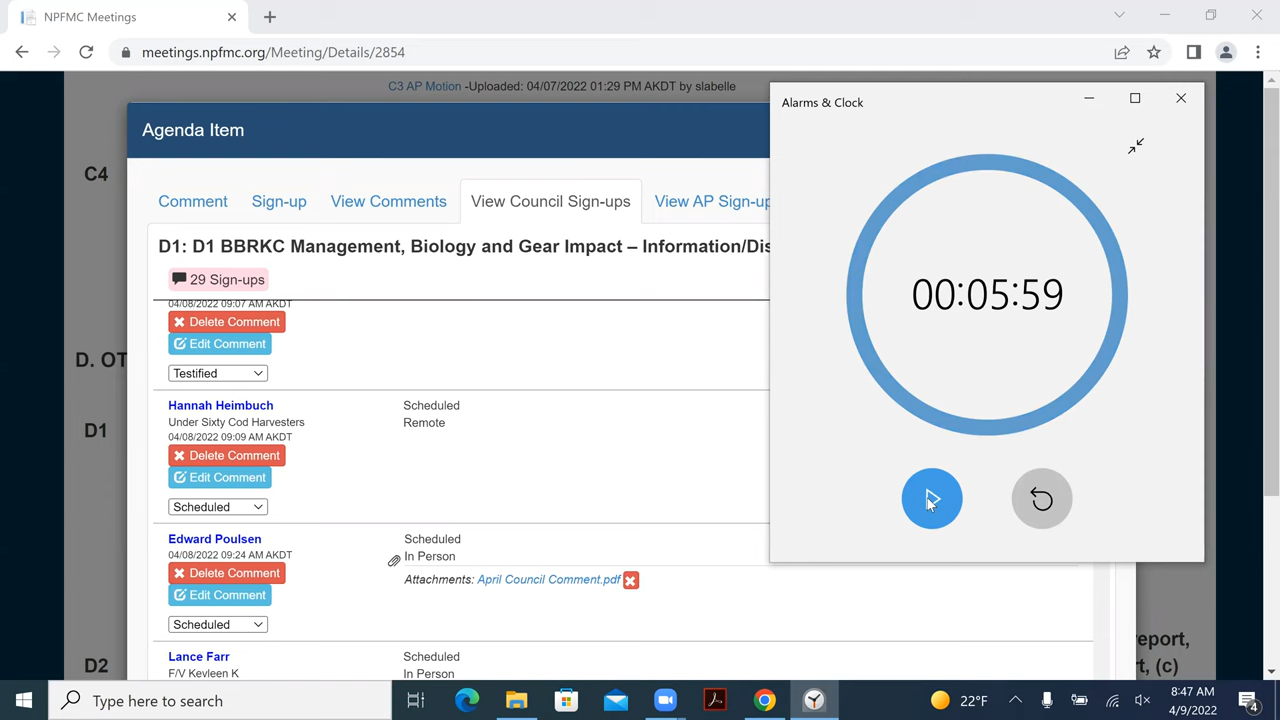 NPFMC Meetings
meetings.npfmc.org/Meeting/Details/2854
C3 AP Motion -Uploaded: 04/07/2022 01:29 PM AKDT by slabelle
Alarms & Clock
Agenda Item
C4
Comment
Sign-up
View Comments
View Council Sign-ups
View AP Sign-up
D1: D1 BBRKC Management, Biology and Gear Impact – Information/Dis
29 Sign-ups
00:05:59
04/08/2022 09:07 AM AKDT
Delete Comment
Edit Comment
D. OT
Testified
Hannah Heimbuch
Scheduled
Under Sixty Cod Harvesters
Remote
D1
04/08/2022 09:09 AM AKDT
Delete Comment
Edit Comment
Scheduled
Edward Poulsen
Scheduled
04/08/2022 09:24 AM AKDT
In Person
Delete Comment
Attachments: April Council Comment.pdf
Edit Comment
Scheduled
eport,
Lance Farr
Scheduled
D2
rt, (c)
F/V Kevleen K
In Person
Type here to search
22°F
8:47 AM
4/9/2022
4